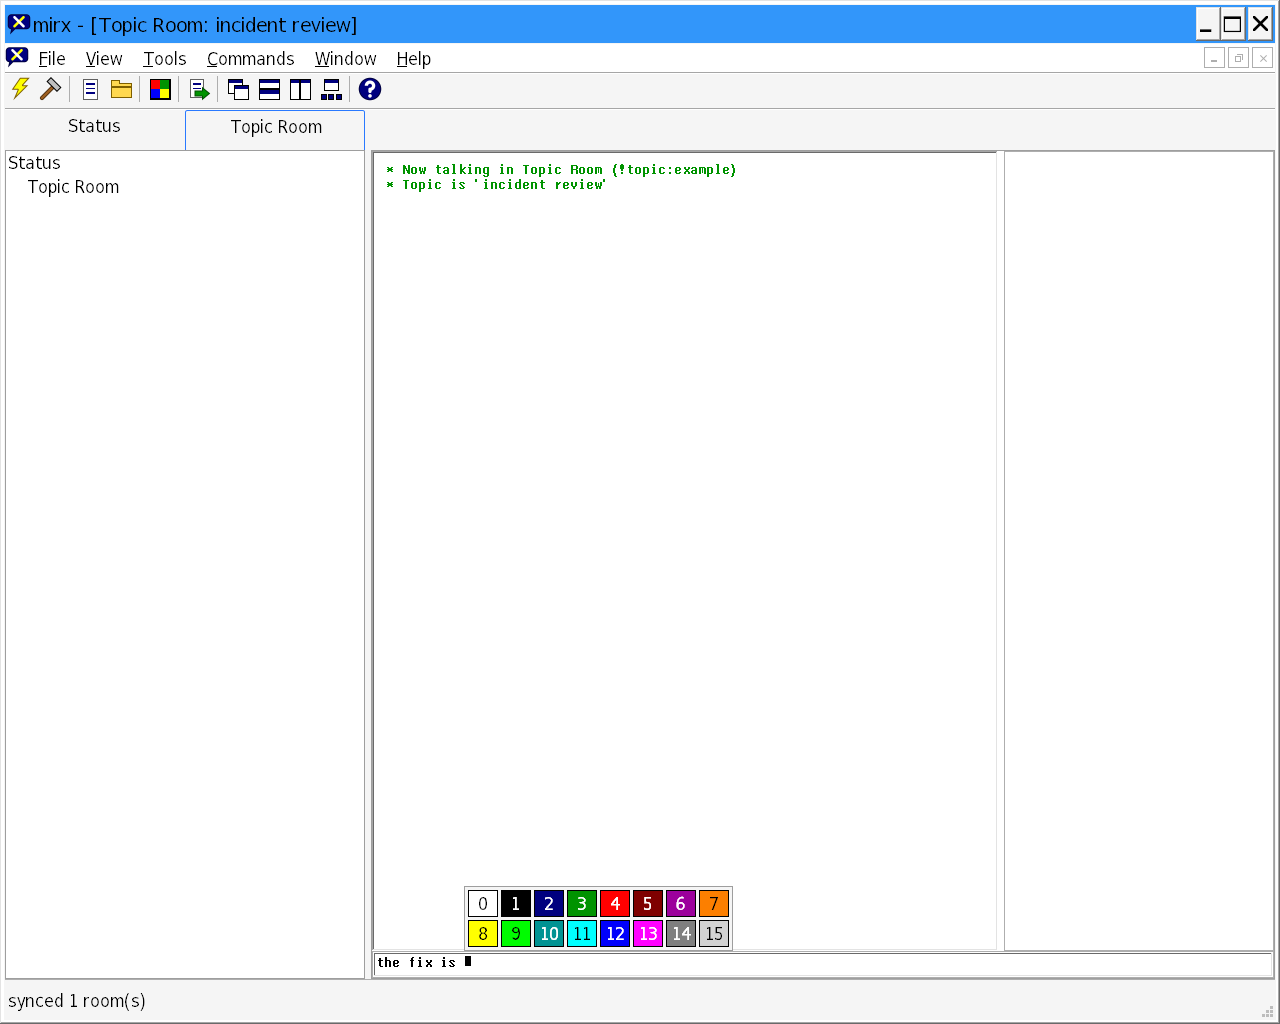 mirx - [Topic Room: incident review]
File View Tools Commands Window Help
Status Topic Room
Status
Topic Room
* Now talking in Topic Room (!topic:example)
* Topic is 'incident review'
0 1 2 3 4 5 6 7
8 9 10 11 12 13 14 15
the fix is
synced 1 room(s)